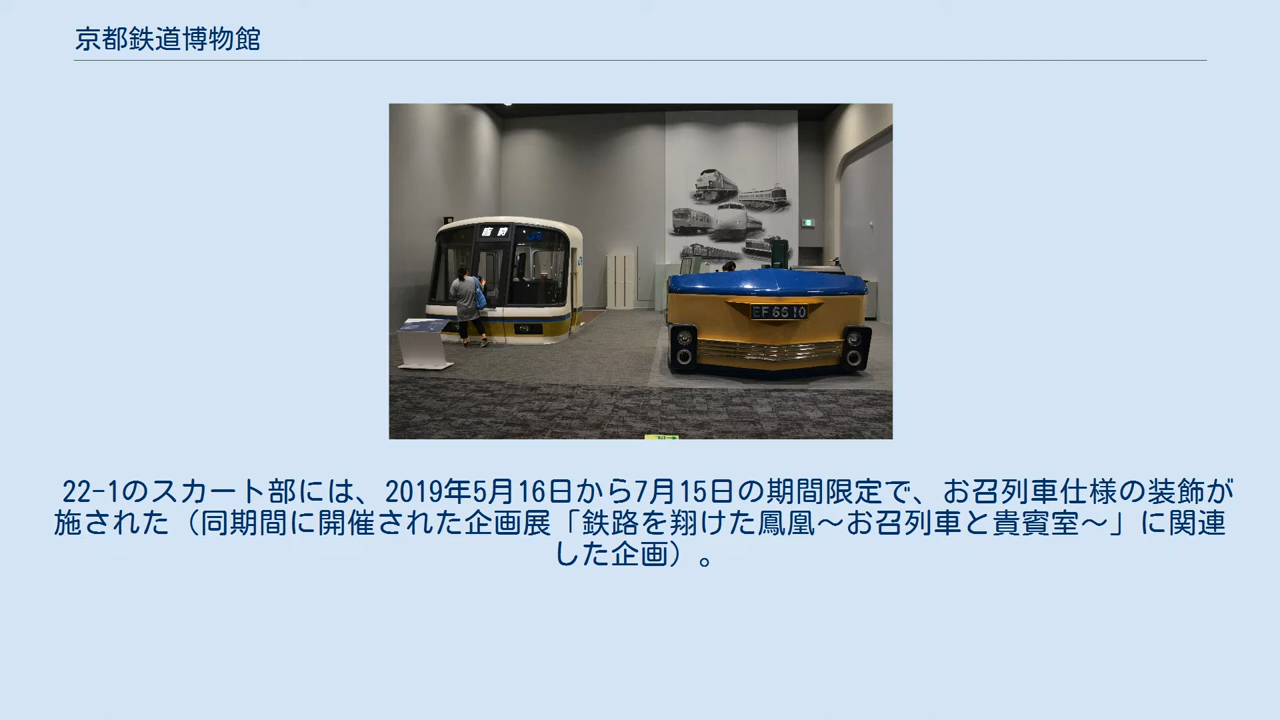 京都鉄道博物館
臨時
EF66 10
22-1のスカート部には、2019年5月16日から7月15日の期間限定で、お召列車仕様の装飾が
施された（同期間に開催された企画展「鉄路を翔けた鳳凰～お召列車と貴賓室～」に関連
した企画）。